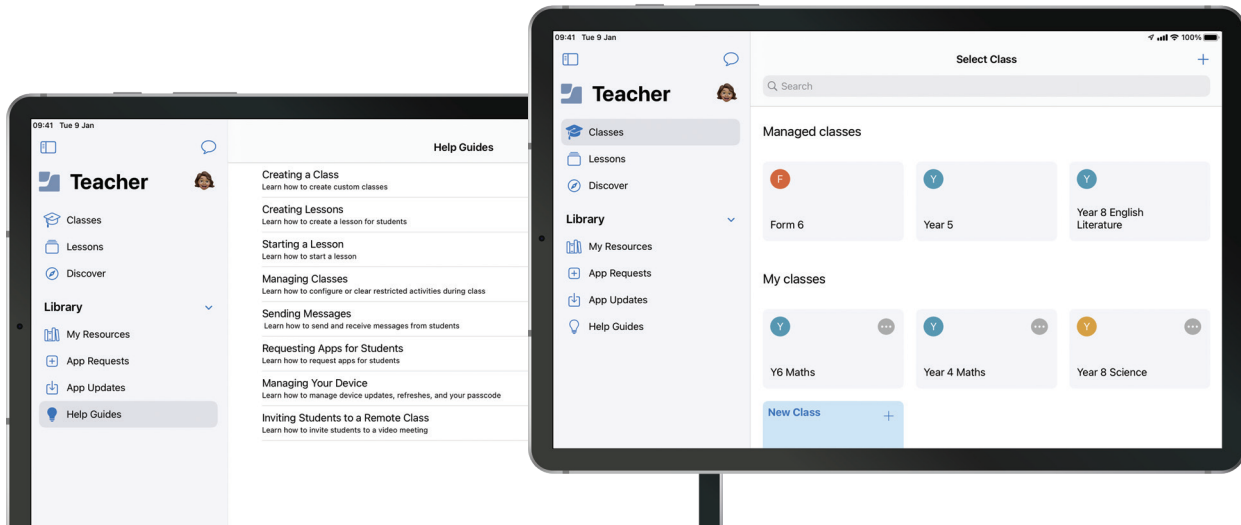 09:41 Tue 9 Jan
Teacher
Classes
Lessons
Discover
Library
My Resources
App Requests
App Updates
Help Guides
Help Guides
Creating a Class
Learn how to create custom classes
Creating Lessons
Learn how to create a lesson for students
Starting a Lesson
Learn how to start a lesson
Managing Classes
Learn how to configure or clear restricted activities during class
Sending Messages
Learn how to send and receive messages from students
Requesting Apps for Students
Learn how to request apps for students
Managing Your Device
Learn how to manage device updates, refreshes, and your passcode
Inviting Students to a Remote Class
Learn how to invite students to a video meeting
09:41 Tue 9 Jan
100%
Teacher
Classes
Lessons
Discover
Library
My Resources
App Requests
App Updates
Help Guides
Select Class
Search
Managed classes
F
Form 6
Y
Year 5
Y
Year 8 English
Literature
My classes
Y
Y6 Maths
Y
Year 4 Maths
Y
Year 8 Science
New Class